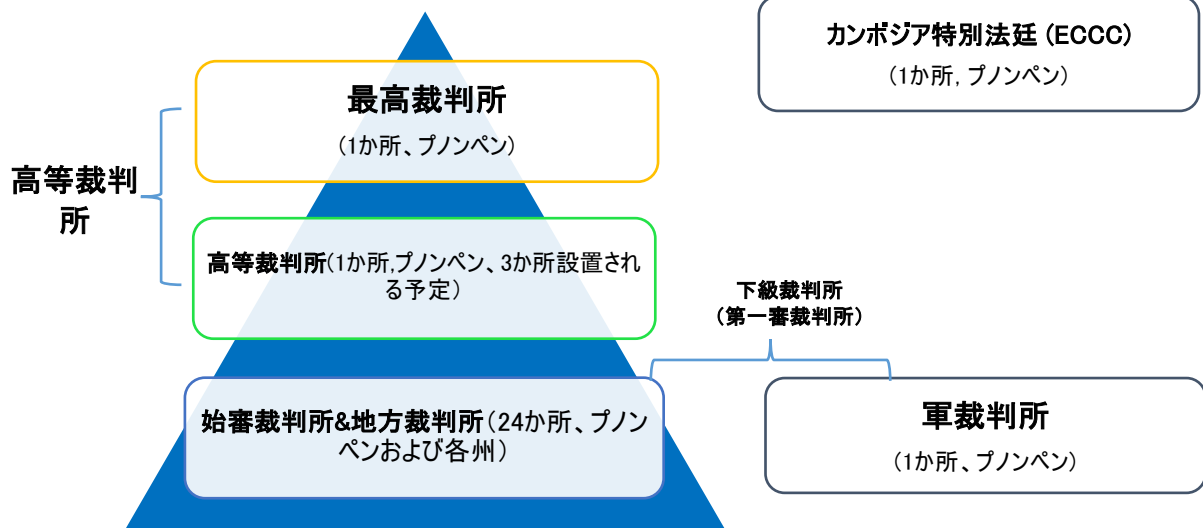 カンボジア特別法廷 (ECCC)
(1か所, プノンペン)
最高裁判所
(1か所、プノンペン)
高等裁判
所
高等裁判所(1か所,プノンペン、3か所設置され
る予定)
下級裁判所
(第一審裁判所)
始審裁判所&地方裁判所(24か所、プノン
ペンおよび各州)
軍裁判所
(1か所、プノンペン)